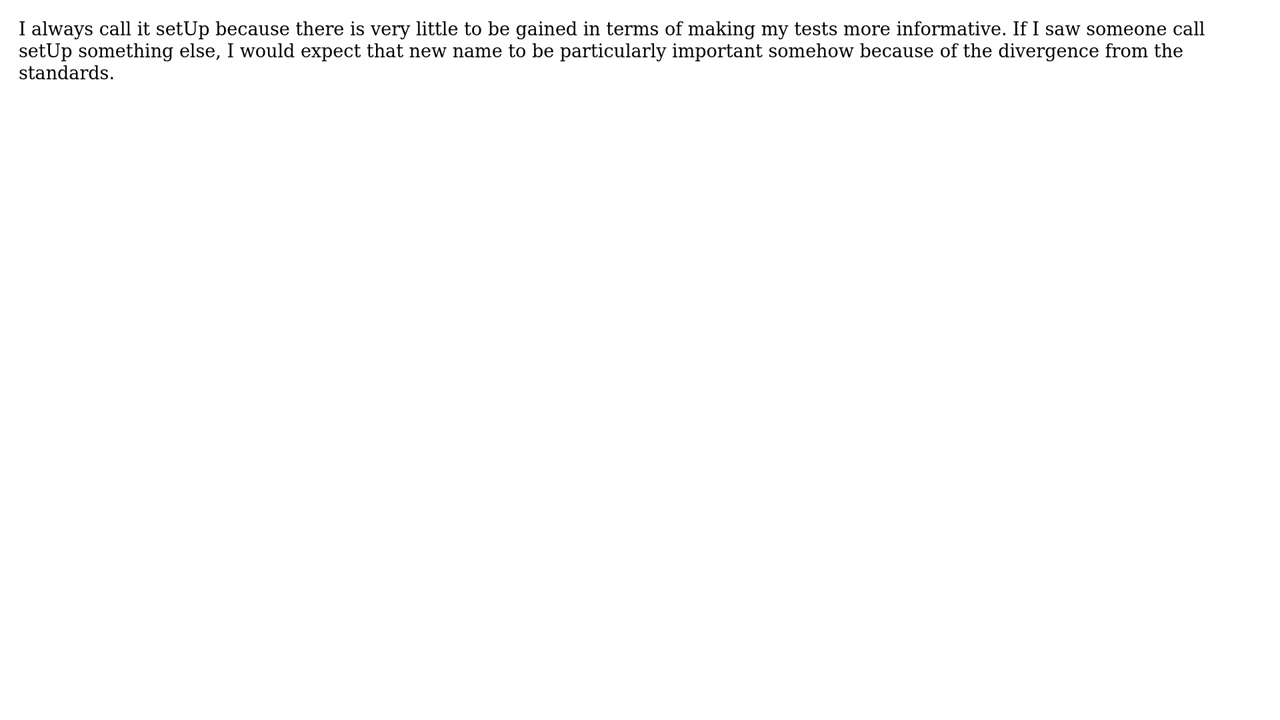 I always call it setUp because there is very little to be gained in terms of making my tests more informative. If I saw someone call
setUp something else, I would expect that new name to be particularly important somehow because of the divergence from the
standards.